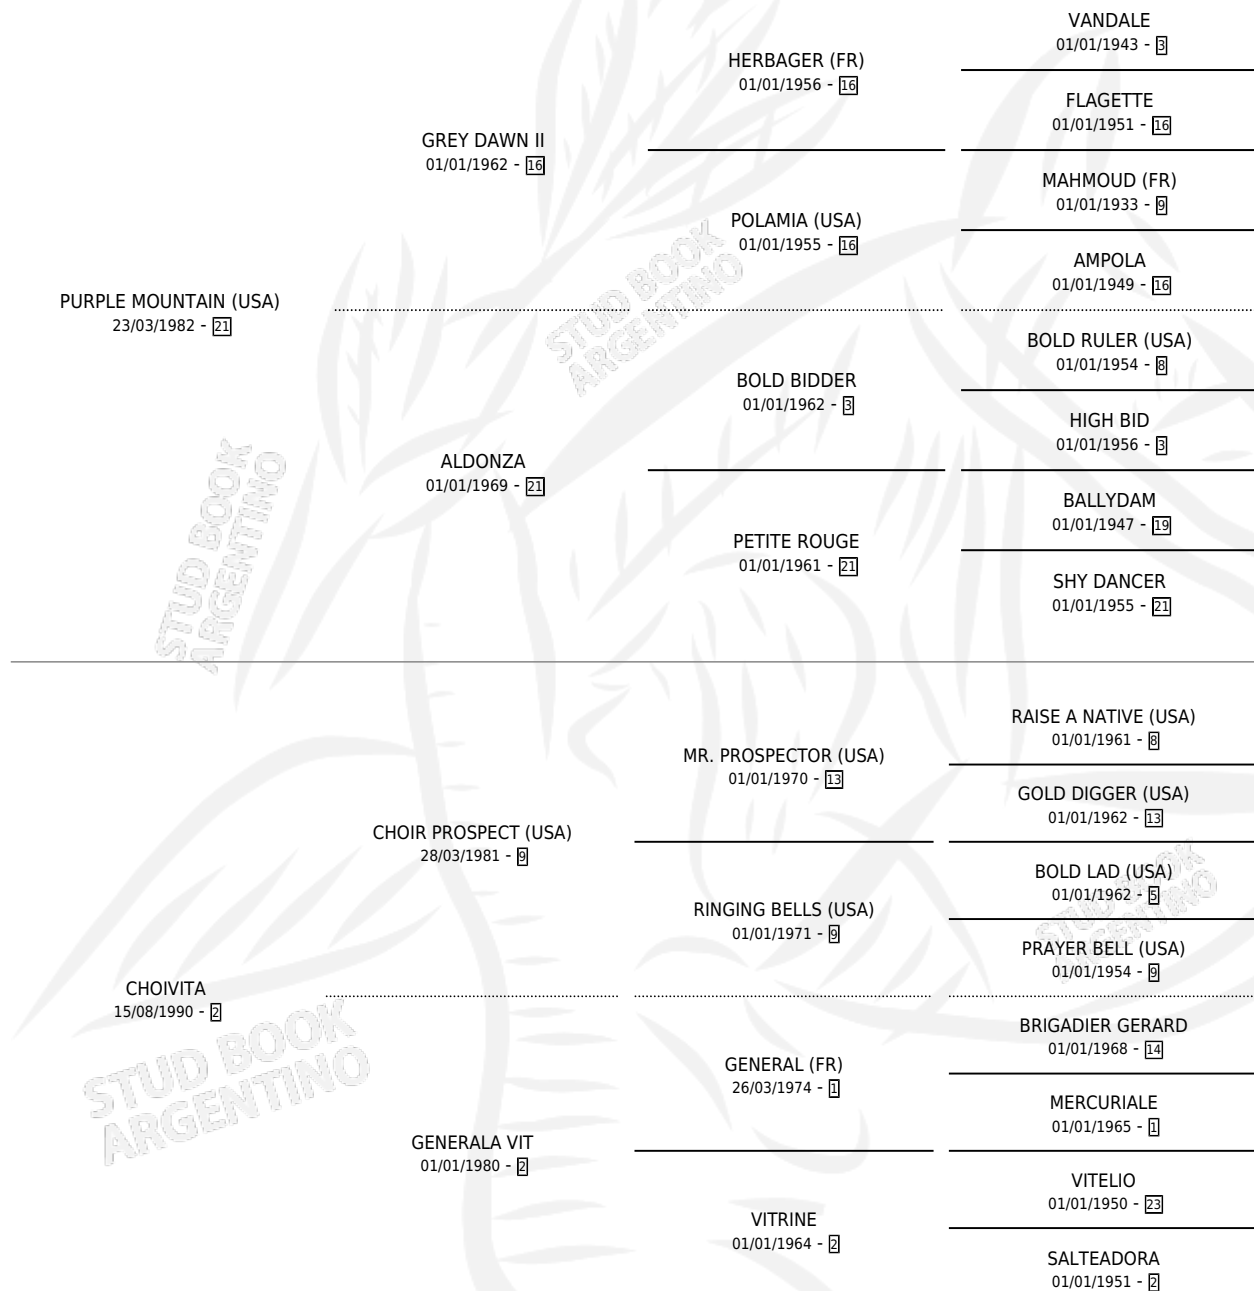 VANDALE
01/01/1943 - 3
HERBAGER (FR)
01/01/1956 - 16
FLAGETTE
01/01/1951 - 16
GREY DAWN II
01/01/1962 - 16
MAHMOUD (FR)
01/01/1933 - 9
POLAMIA (USA)
01/01/1955 - 16
AMPOLA
01/01/1949 - 16
PURPLE MOUNTAIN (USA)
23/03/1982 - 21
STUD BOOK
ARGENTINO
BOLD RULER (USA)
01/01/1954 - 8
BOLD BIDDER
01/01/1962 - 3
HIGH BID
01/01/1956 - 3
ALDONZA
01/01/1969 - 21
BALLYDAM
01/01/1947 - 19
PETITE ROUGE
01/01/1961 - 21
SHY DANCER
01/01/1955 - 21
STUD BOOK
ARGENTINO
RAISE A NATIVE (USA)
01/01/1961 - 8
MR. PROSPECTOR (USA)
01/01/1970 - 13
GOLD DIGGER (USA)
01/01/1962 - 13
CHOIR PROSPECT (USA)
28/03/1981 - 9
BOLD LAD (USA)
01/01/1962 - 5
RINGING BELLS (USA)
01/01/1971 - 9
STUD BOOK
ARGENTINO
PRAYER BELL (USA)
01/01/1954 - 9
CHOIVITA
15/08/1990 - 2
STUD BOOK
ARGENTINO
BRIGADIER GERARD
01/01/1968 - 14
GENERAL (FR)
26/03/1974 - 1
MERCURIALE
01/01/1965 - 1
GENERALA VIT
01/01/1980 - 2
VITELIO
01/01/1950 - 23
VITRINE
01/01/1964 - 2
SALTEADORA
01/01/1951 - 2